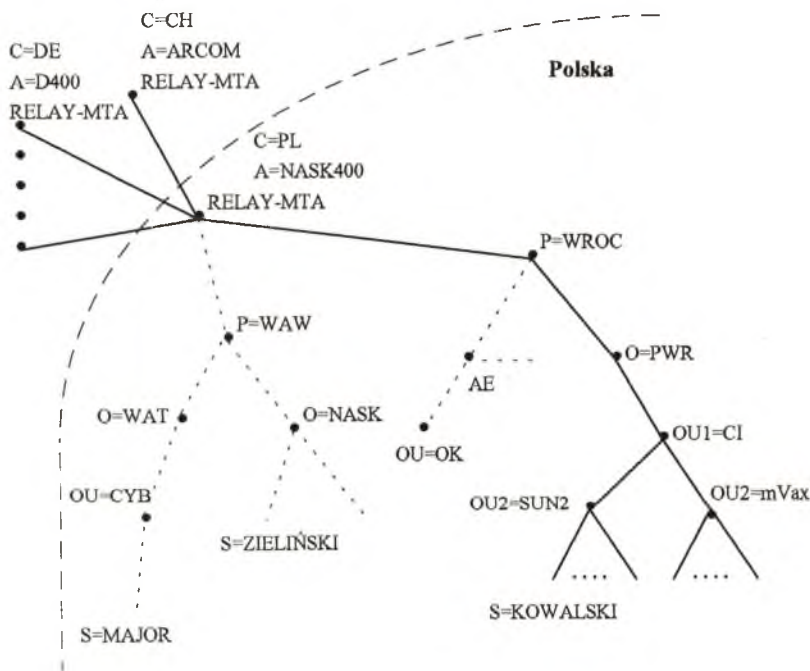 C=CH
A=ARCOM
RELAY-MTA
C=DE
A=D400
RELAY-MTA
Polska
C=PL
A=NASK400
RELAY-MTA
P=WROC
P=WAW
O=PWR
AE
O=WAT
O=NASK
OU=OK
OU1=CI
OU=CYB
OU2=SUN2
OU2=mVax
S=ZIELIŃSKI
S=KOWALSKI
S=MAJOR